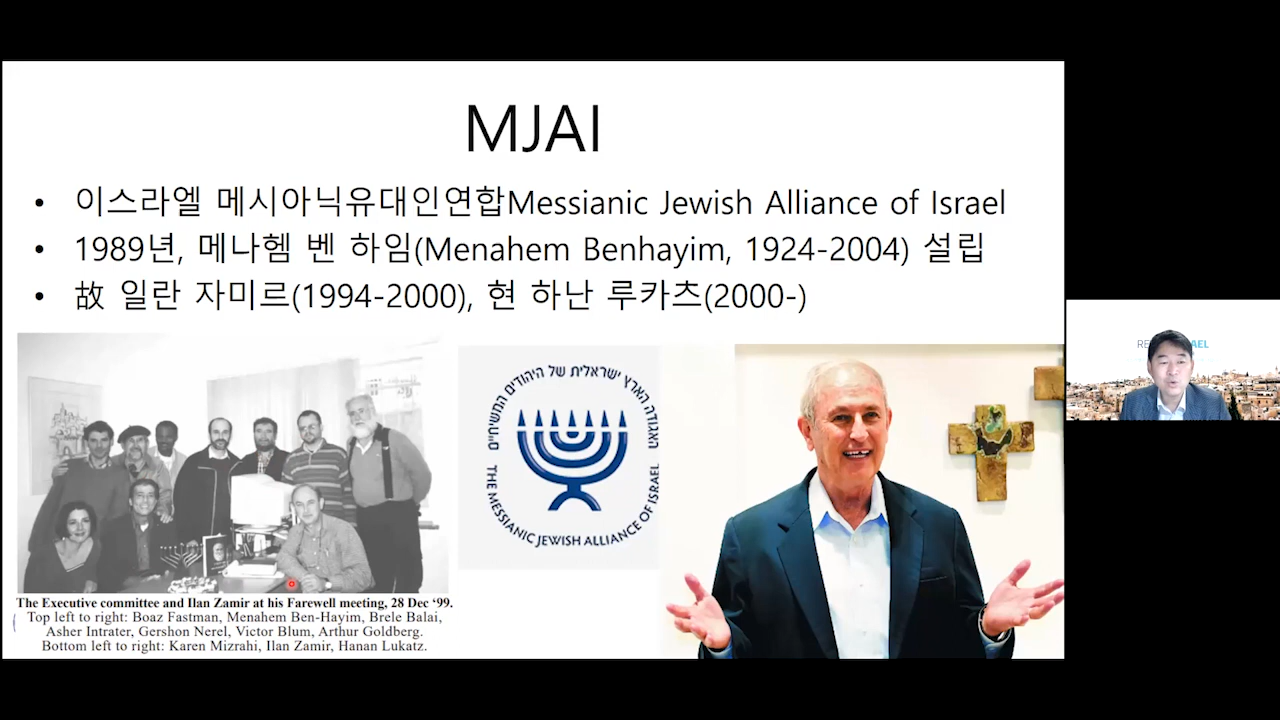 MJAI
• 이스라엘 메시아닉유대인연합Messianic Jewish Alliance of Israel
• 1989년, 메나헴 벤 하임(Menahem Benhayim, 1924-2004) 설립
• 故 일란 자미르(1994-2000), 현 하난 루카츠(2000-)
האגודה הארץ ישראלית של היהודים המשיחיים
THE MESSIANIC JEWISH ALLIANCE OF ISRAEL
The Executive committee and Ilan Zamir at his Farewell meeting, 28 Dec ‘99.
Top left to right: Boaz Fastman, Menahem Ben-Hayim, Brele Balai,
Asher Intrater, Gershon Nerel, Victor Blum, Arthur Goldberg.
Bottom left to right: Karen Mizrahi, Ilan Zamir, Hanan Lukatz.